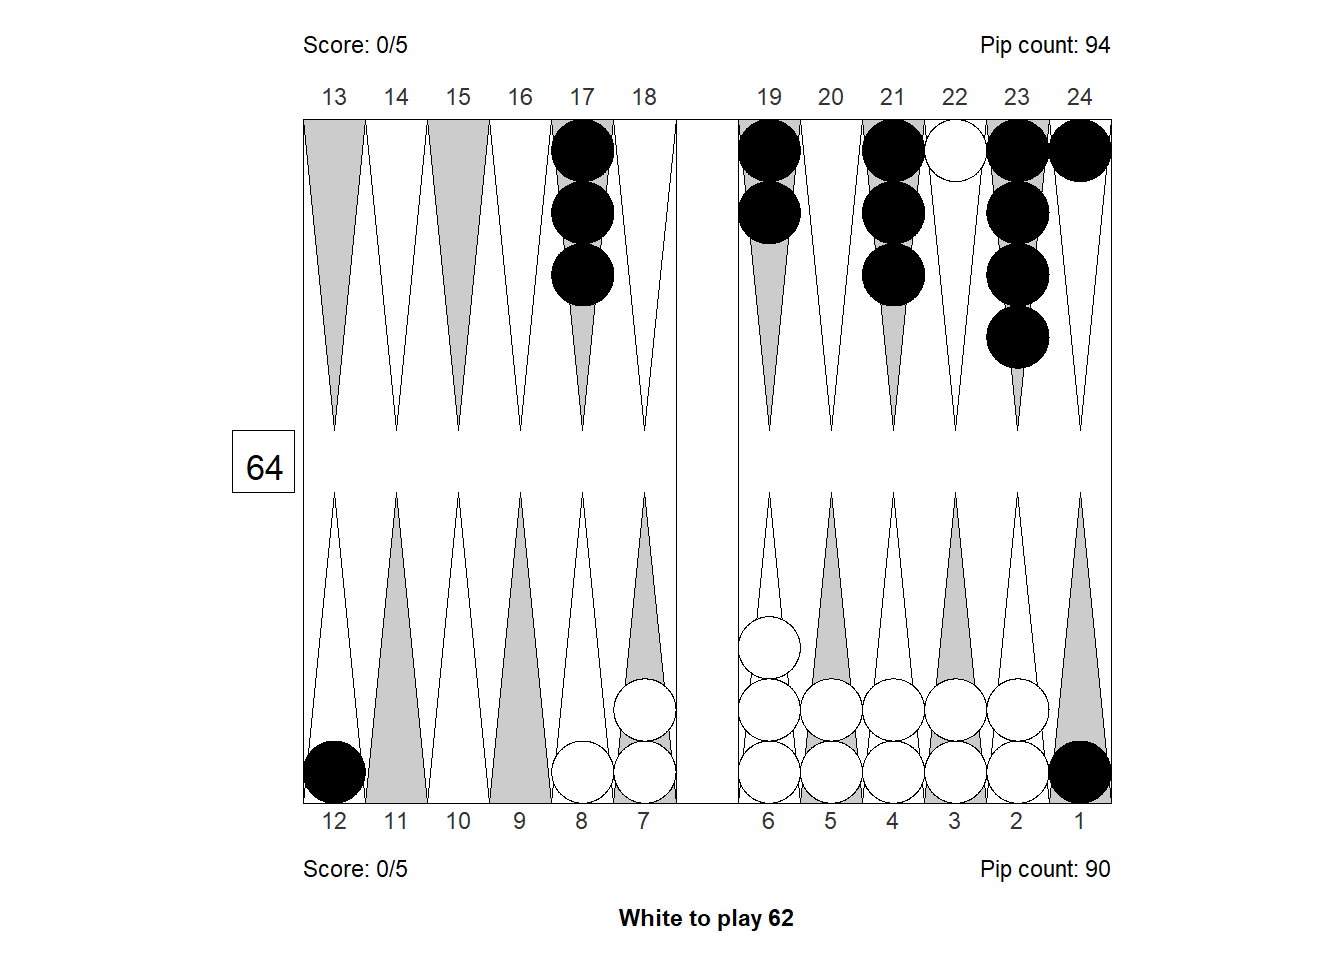 Score: 0/5 Pip count: 94
13 14 15 16 17 18 19 20 21 22 23 24
64
12 11 10 9 8 7 6 5 4 3 2 1
Score: 0/5 Pip count: 90
White to play 62